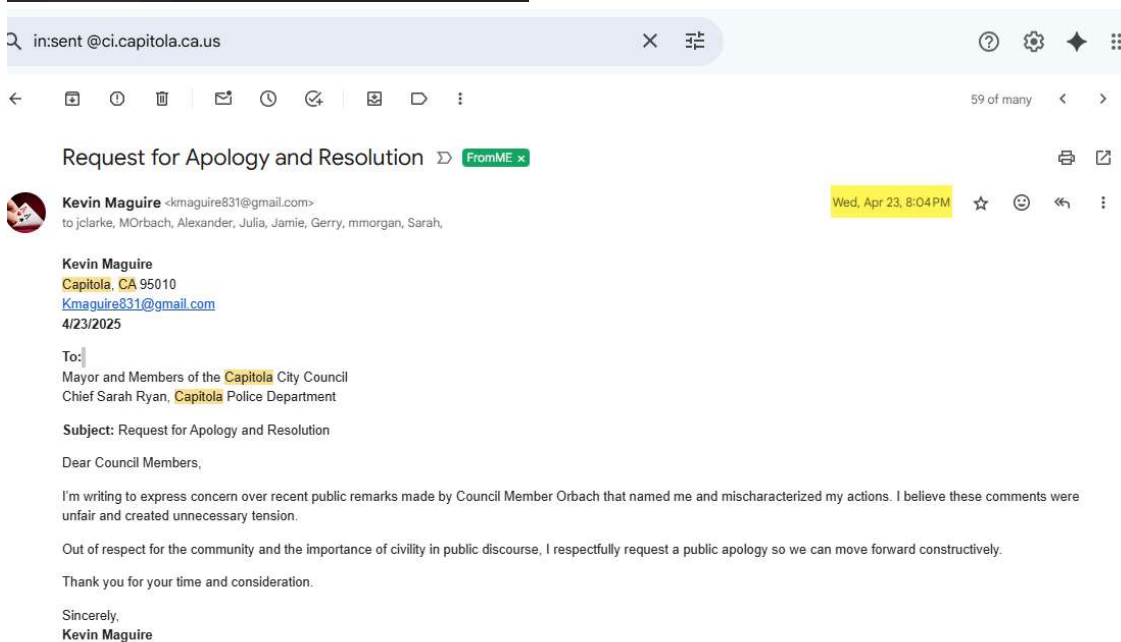 in:sent @ci.capitola.ca.us
59 of many
Request for Apology and Resolution FromME x
Kevin Maguire <kmaguire831@gmail.com>
Wed, Apr 23, 8:04 PM
to jclarke, MOrbach, Alexander, Julia, Jamie, Gerry, mmorgan, Sarah,
Kevin Maguire
Capitola, CA 95010
Kmaguire831@gmail.com
4/23/2025
To:
Mayor and Members of the Capitola City Council
Chief Sarah Ryan, Capitola Police Department
Subject: Request for Apology and Resolution
Dear Council Members,
I'm writing to express concern over recent public remarks made by Council Member Orbach that named me and mischaracterized my actions. I believe these comments were
unfair and created unnecessary tension.
Out of respect for the community and the importance of civility in public discourse, I respectfully request a public apology so we can move forward constructively.
Thank you for your time and consideration.
Sincerely,
Kevin Maguire